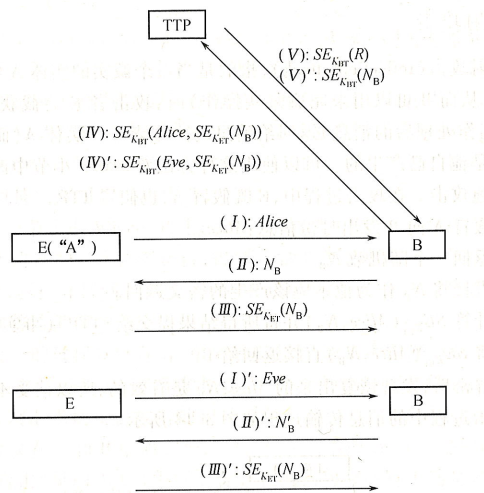 TTP
(V): SE_{K_{BT}}(R)
(V)′: SE_{K_{BT}}(N_B)
(IV): SE_{K_{BT}}(Alice, SE_{K_{ET}}(N_B))
(IV)′: SE_{K_{BT}}(Eve, SE_{K_{ET}}(N_B))
(I): Alice
E(“A”)
B
(II): N_B
(III): SE_{K_{ET}}(N_B)
(I)′: Eve
E
B
(II)′: N″_B
(III)′: SE_{K_{ET}}(N_B)